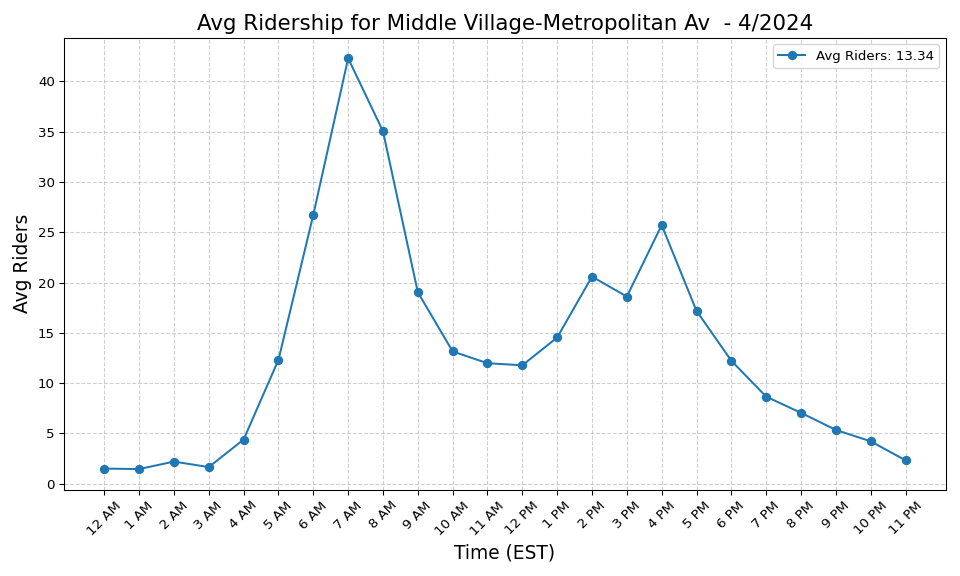 Avg Ridership for Middle Village-Metropolitan Av  - 4/2024
Avg Riders: 13.34
Avg Riders
40
35
30
25
20
15
10
5
0
12 AM
1 AM
2 AM
3 AM
4 AM
5 AM
6 AM
7 AM
8 AM
9 AM
10 AM
11 AM
12 PM
1 PM
2 PM
3 PM
4 PM
5 PM
6 PM
7 PM
8 PM
9 PM
10 PM
11 PM
Time (EST)